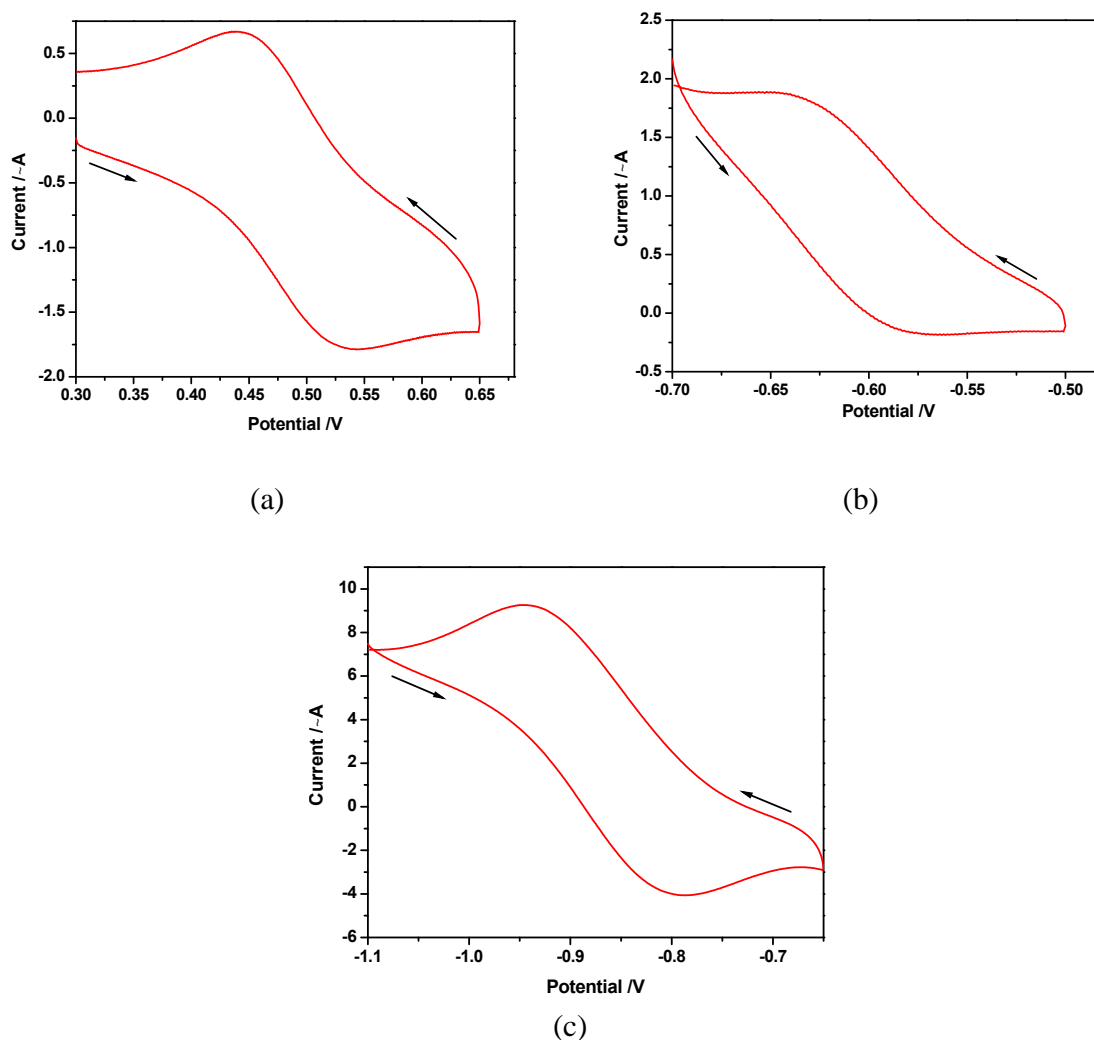 0.5
0.0
-0.5
-1.0
-1.5
-2.0
Current /~A
0.30 0.35 0.40 0.45 0.50 0.55 0.60 0.65
Potential /V
(a)
2.5
2.0
1.5
1.0
0.5
0.0
-0.5
Current /~A
-0.70 -0.65 -0.60 -0.55 -0.50
Potential /V
(b)
10
8
6
4
2
0
-2
-4
-6
Current /~A
-1.1 -1.0 -0.9 -0.8 -0.7
Potential /V
(c)